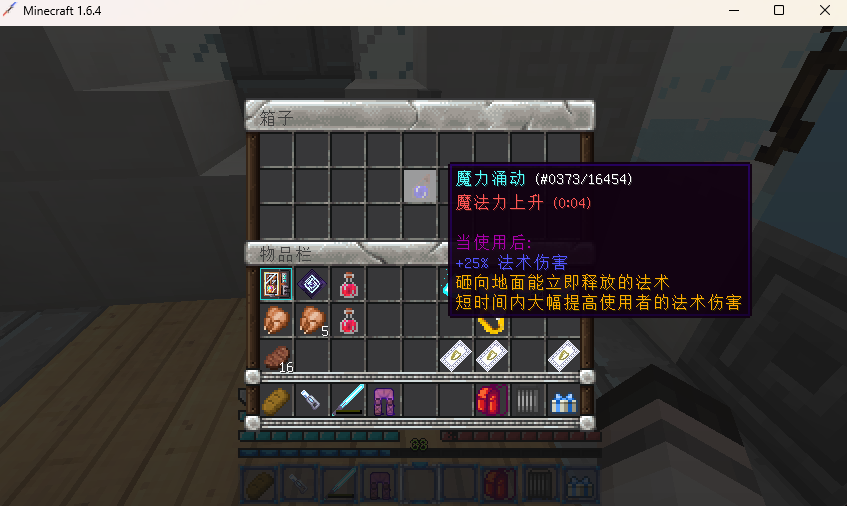 Minecraft 1.6.4
箱子
魔力涌动 (#0373/16454)
魔法力上升 (0:04)
当使用后:
+25% 法术伤害
砸向地面能立即释放的法术
短时间内大幅提高使用者的法术伤害
物品栏
5
16